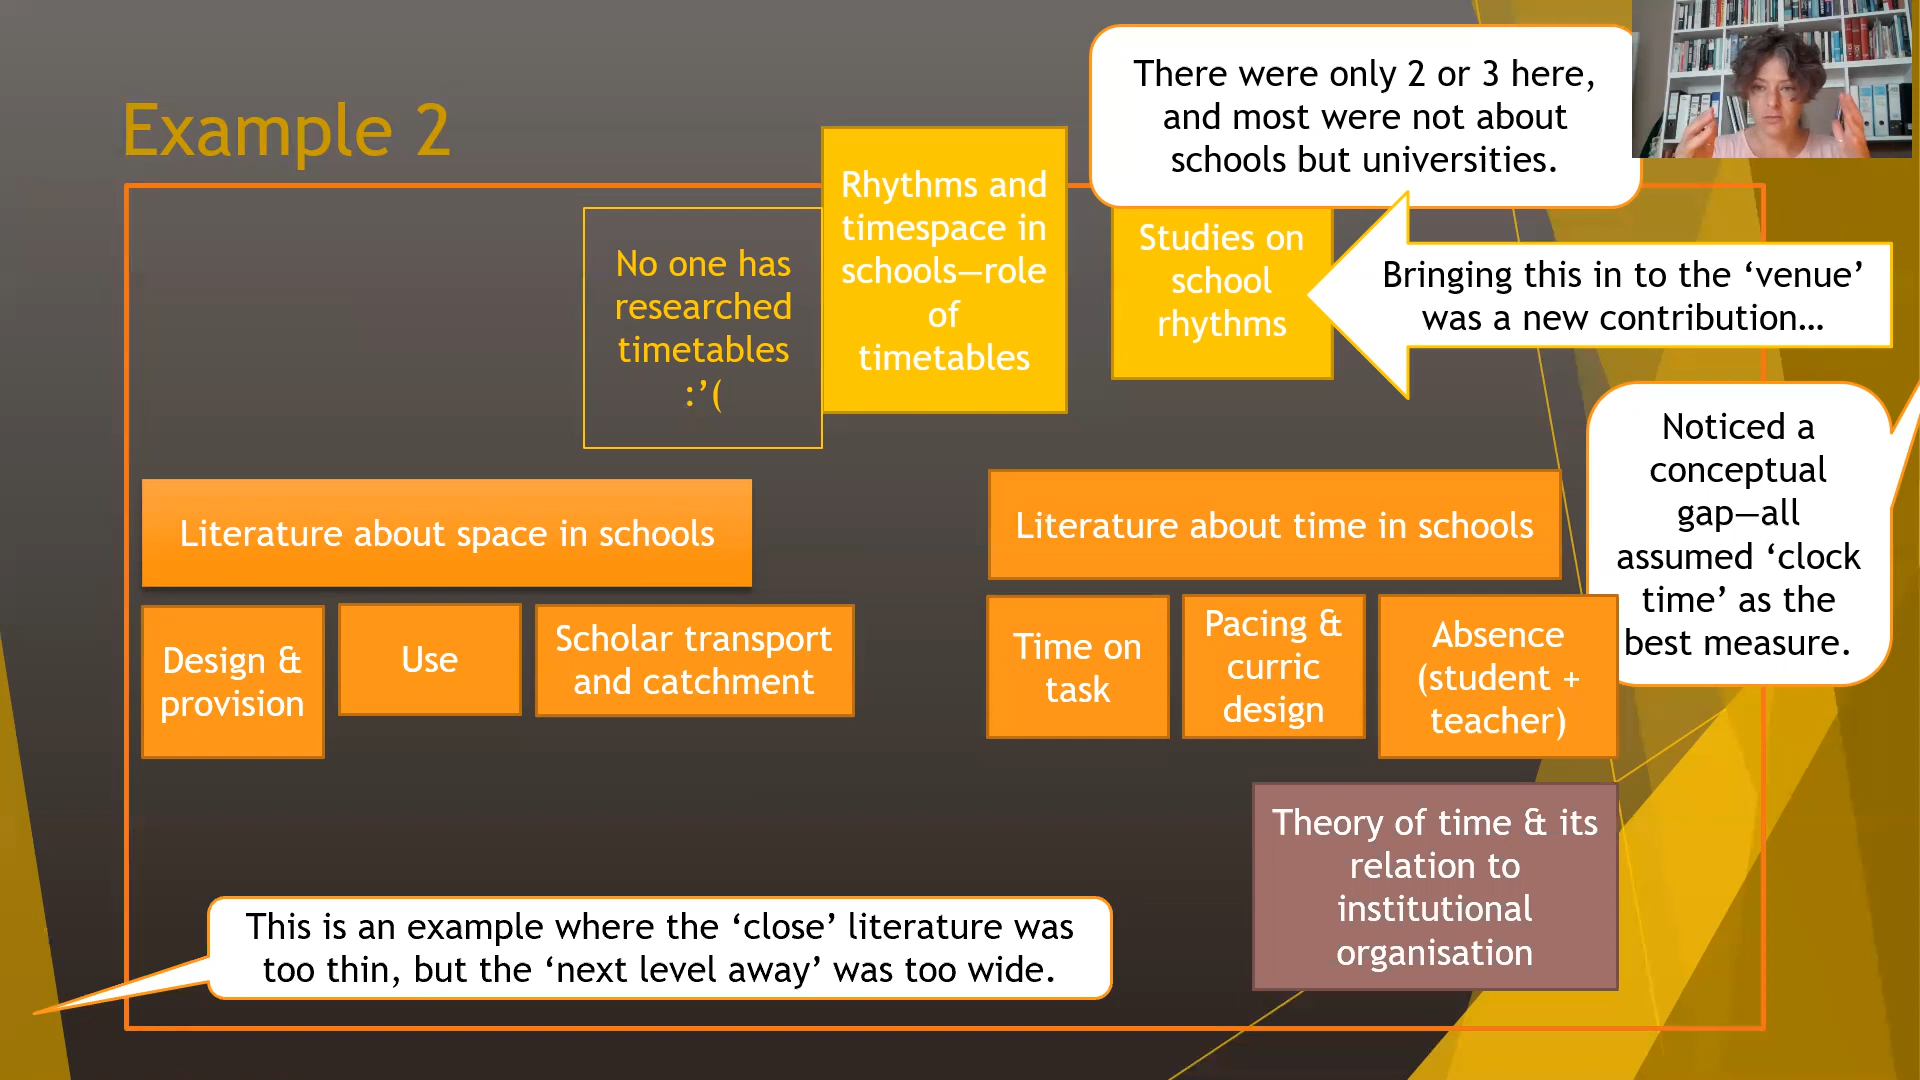 Example 2
There were only 2 or 3 here,
and most were not about
schools but universities.
No one has
researched
timetables
:’(
Rhythms and
timespace in
schools—role
of
timetables
Studies on
school
rhythms
Bringing this in to the ‘venue’
was a new contribution…
Noticed a
conceptual
gap—all
assumed ‘clock
time’ as the
best measure.
Literature about space in schools
Design &
provision
Use
Scholar transport
and catchment
Literature about time in schools
Time on
task
Pacing &
curric
design
Absence
(student +
teacher)
Theory of time & its
relation to
institutional
organisation
This is an example where the ‘close’ literature was
too thin, but the ‘next level away’ was too wide.